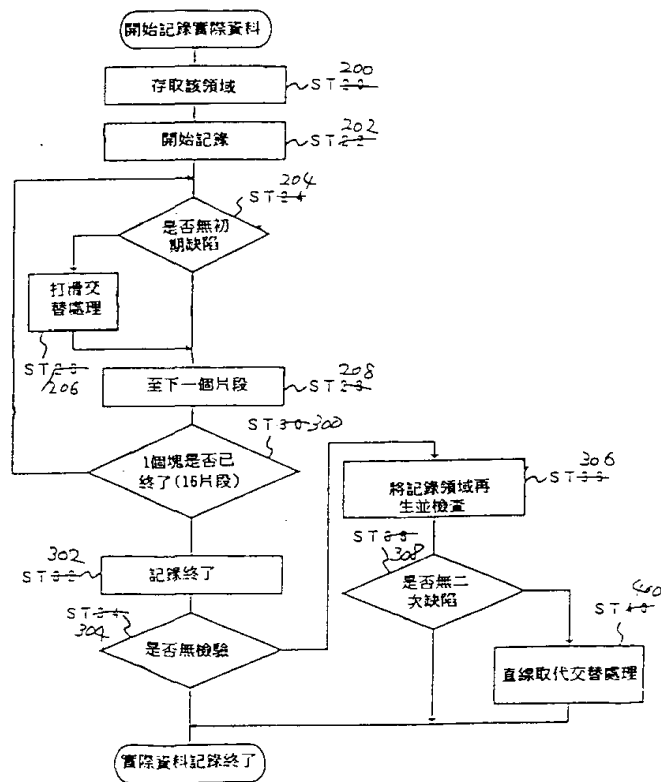 開始記錄實際資料
存取該領域
200
ST
開始記錄
202
ST
204
ST
是否無初
期缺陷
打滑交
替處理
ST
206
至下一個片段
208
ST
1個塊是否已
終了(16片段)
ST 300
302
ST
記錄終了
ST
304
是否無檢驗
將記錄領域再
生並檢查
306
ST
ST
308
是否無二
次缺陷
400
ST
直線取代交替處理
實際資料記錄終了